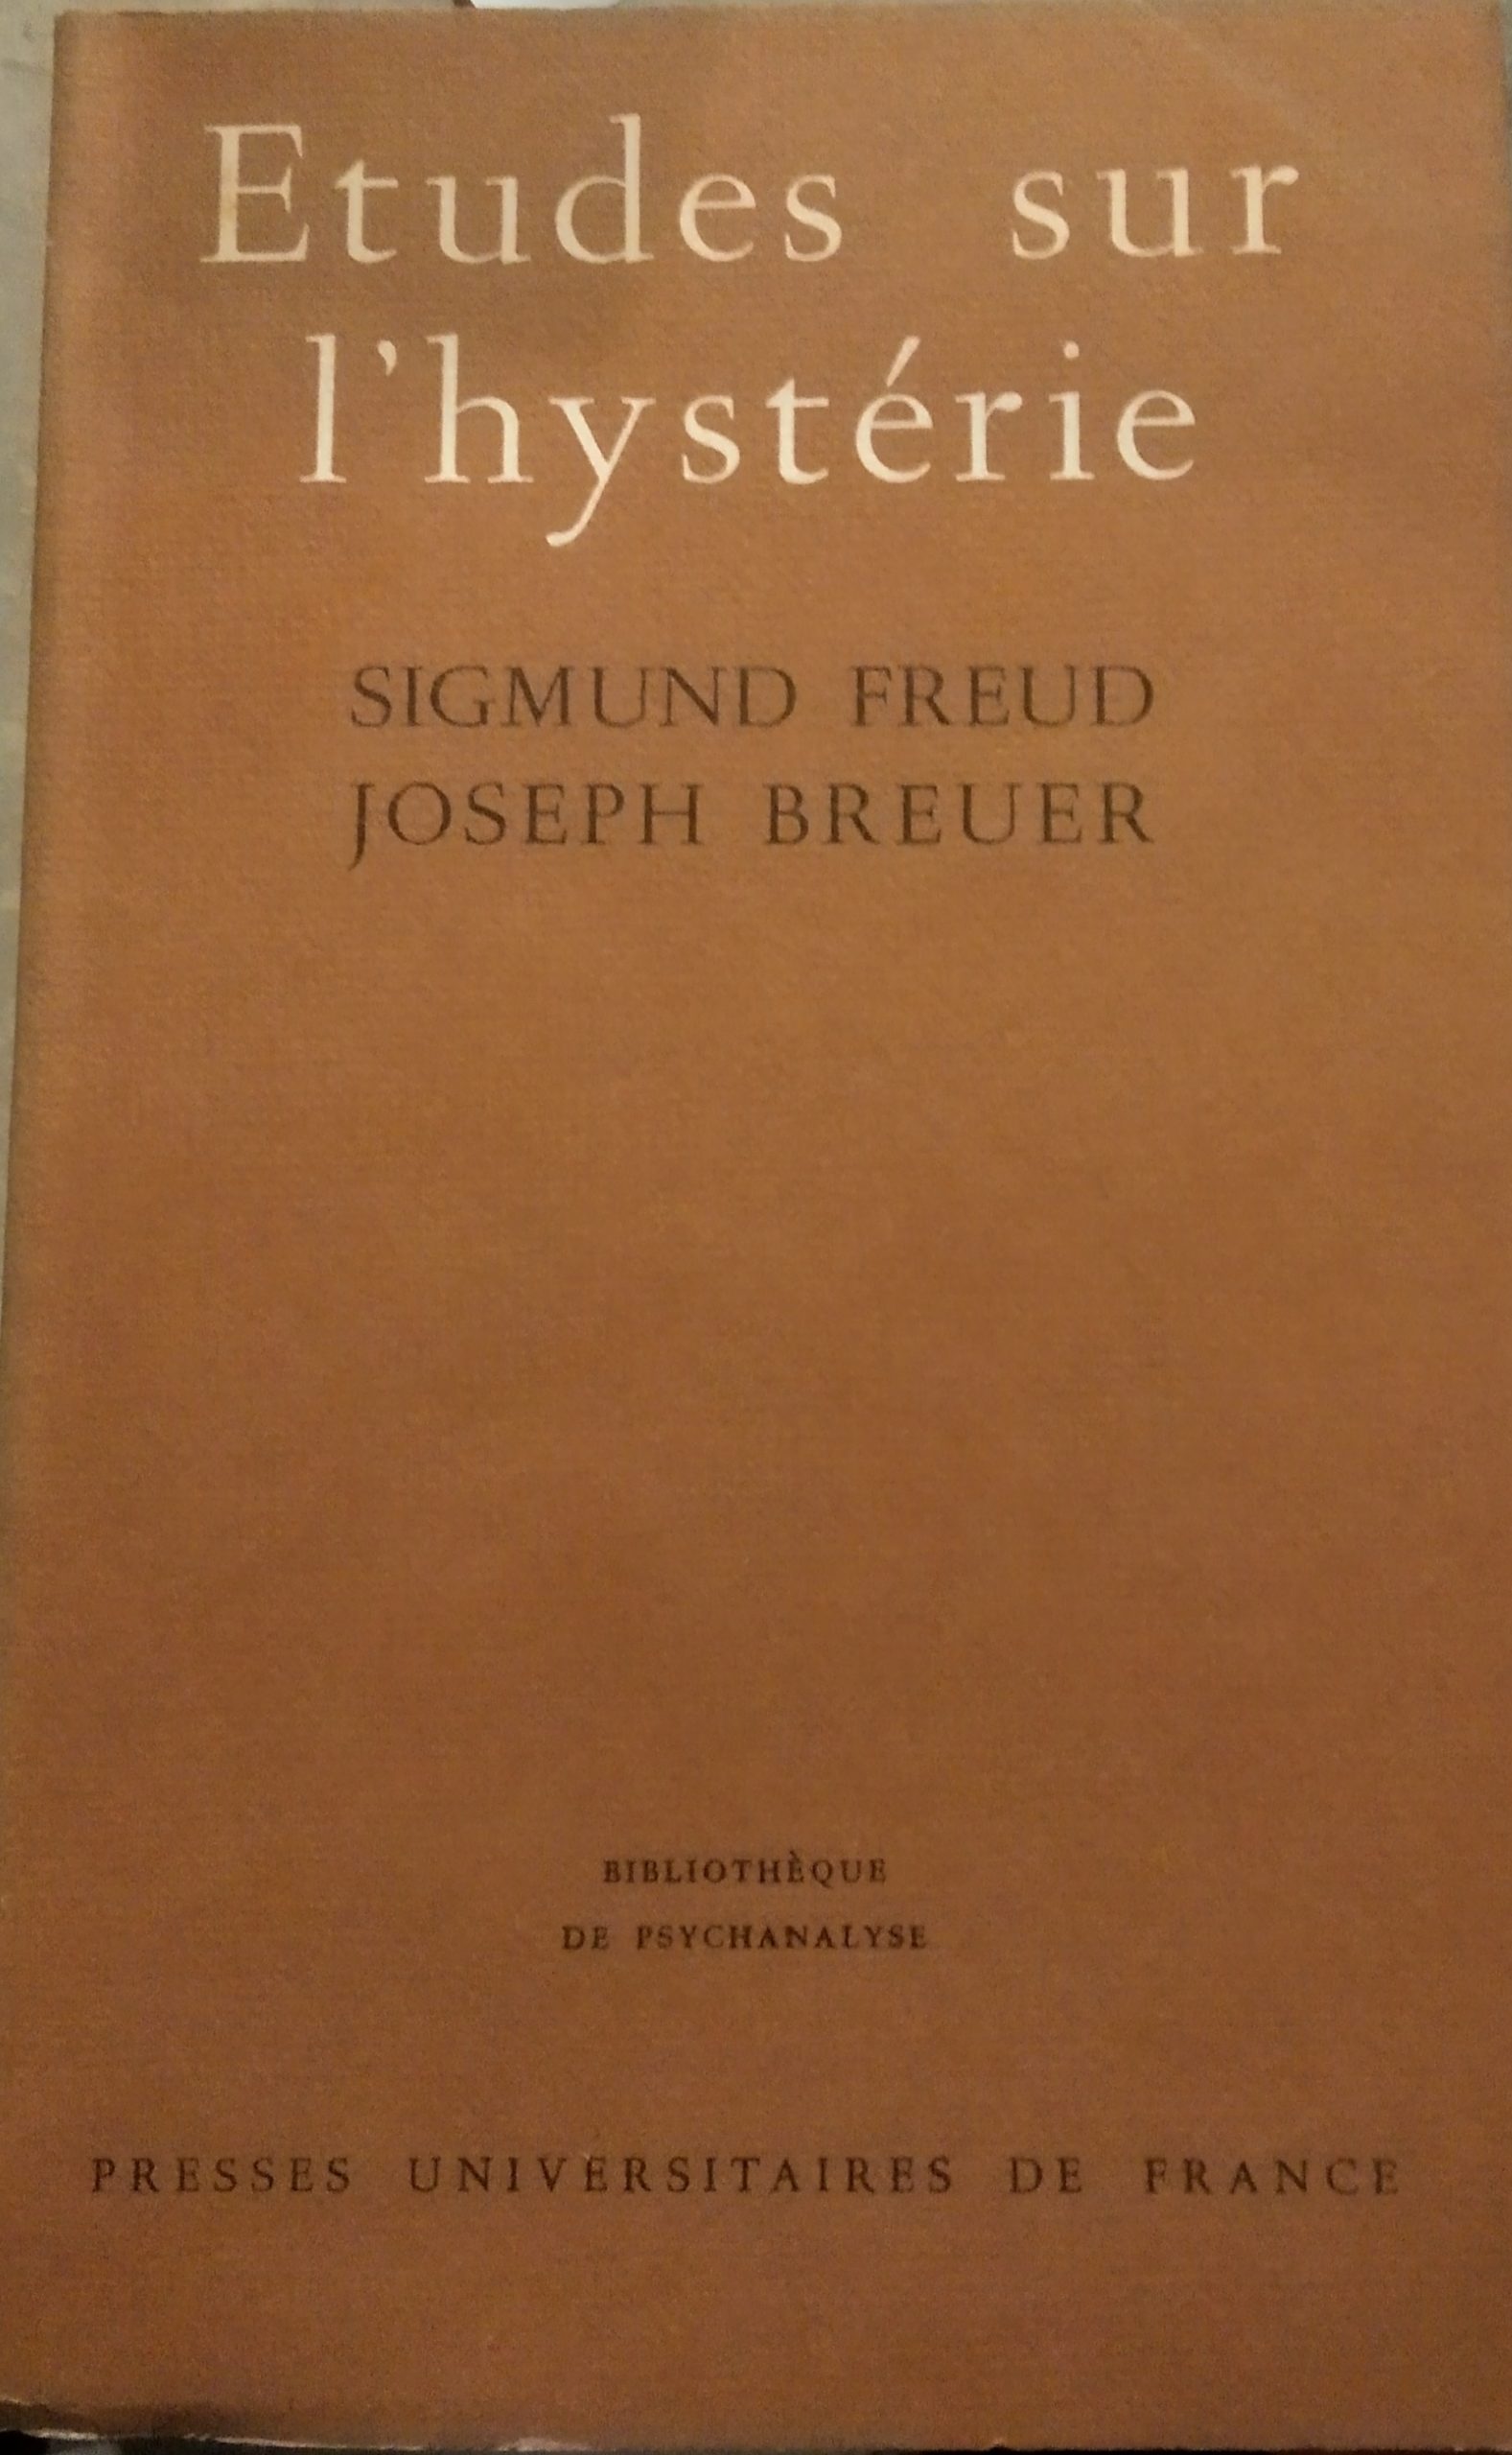 Etudes sur
l'hystérie
SIGMUND FREUD
JOSEPH BREUER
BIBLIOTHÈQUE
DE PSYCHANALYSE
PRESSES UNIVERSITAIRES DE FRANCE